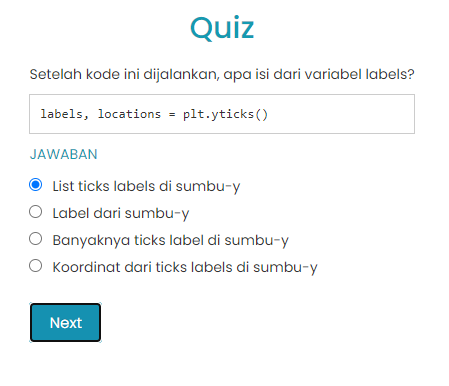 Quiz
Setelah kode ini dijalankan, apa isi dari variabel labels?
labels, locations = plt.yticks()
JAWABAN
List ticks labels di sumbu-y
Label dari sumbu-y
Banyaknya ticks label di sumbu-y
Koordinat dari ticks labels di sumbu-y
Next